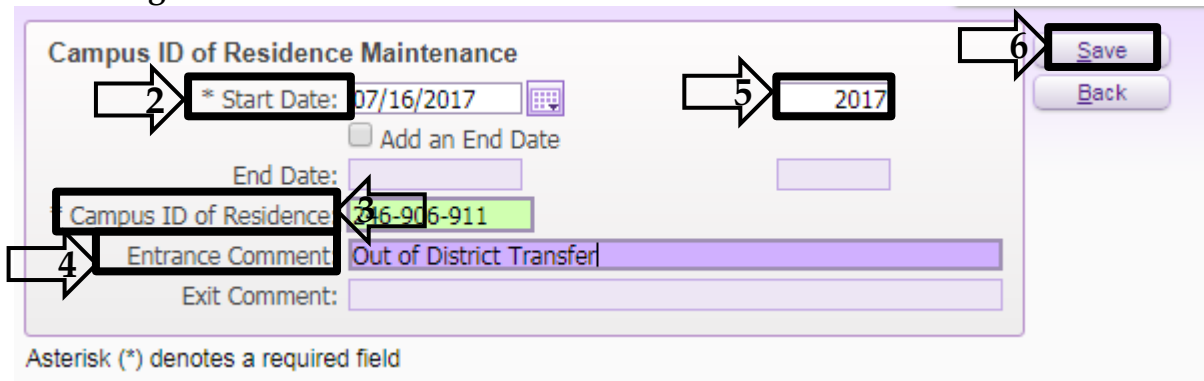 Campus ID of Residence Maintenance
6 Save
2 * Start Date: 07/16/2017 5 2017
Back
Add an End Date
End Date:
* Campus ID of Residence: 3 246-906-911
4 Entrance Comment: Out of District Transfer
Exit Comment:
Asterisk (*) denotes a required field